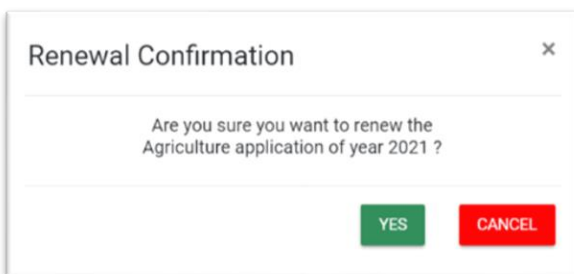 Renewal Confirmation ×
Are you sure you want to renew the
Agriculture application of year 2021 ?
YES CANCEL